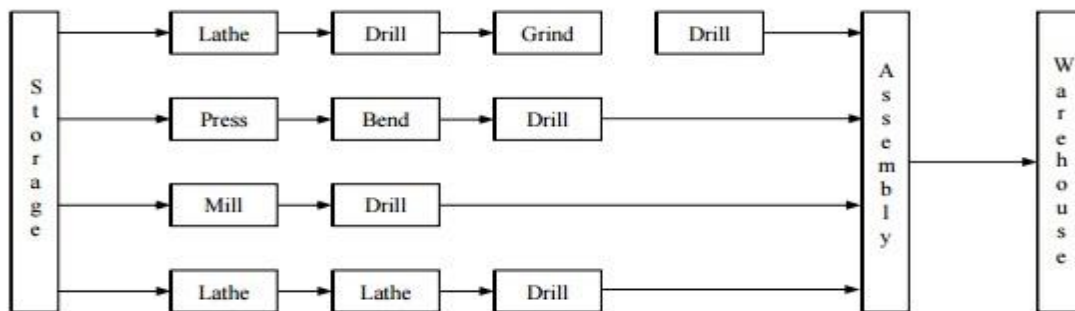 Storage
Lathe Drill Grind Drill
Press Bend Drill
Mill Drill
Lathe Lathe Drill
Assembly
Warehouse